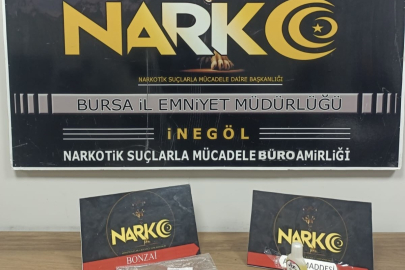 NARKO
NARKOTİK SUÇLARLA MÜCADELE DAİRE BAŞKANLIĞI
BURSA İL EMNİYET MÜDÜRLÜĞÜ
İNEGÖL
NARKOTİK SUÇLARLA MÜCADELE BÜRO AMİRLİĞİ
NARKO
BONZAİ
NARKO
MADDESİ